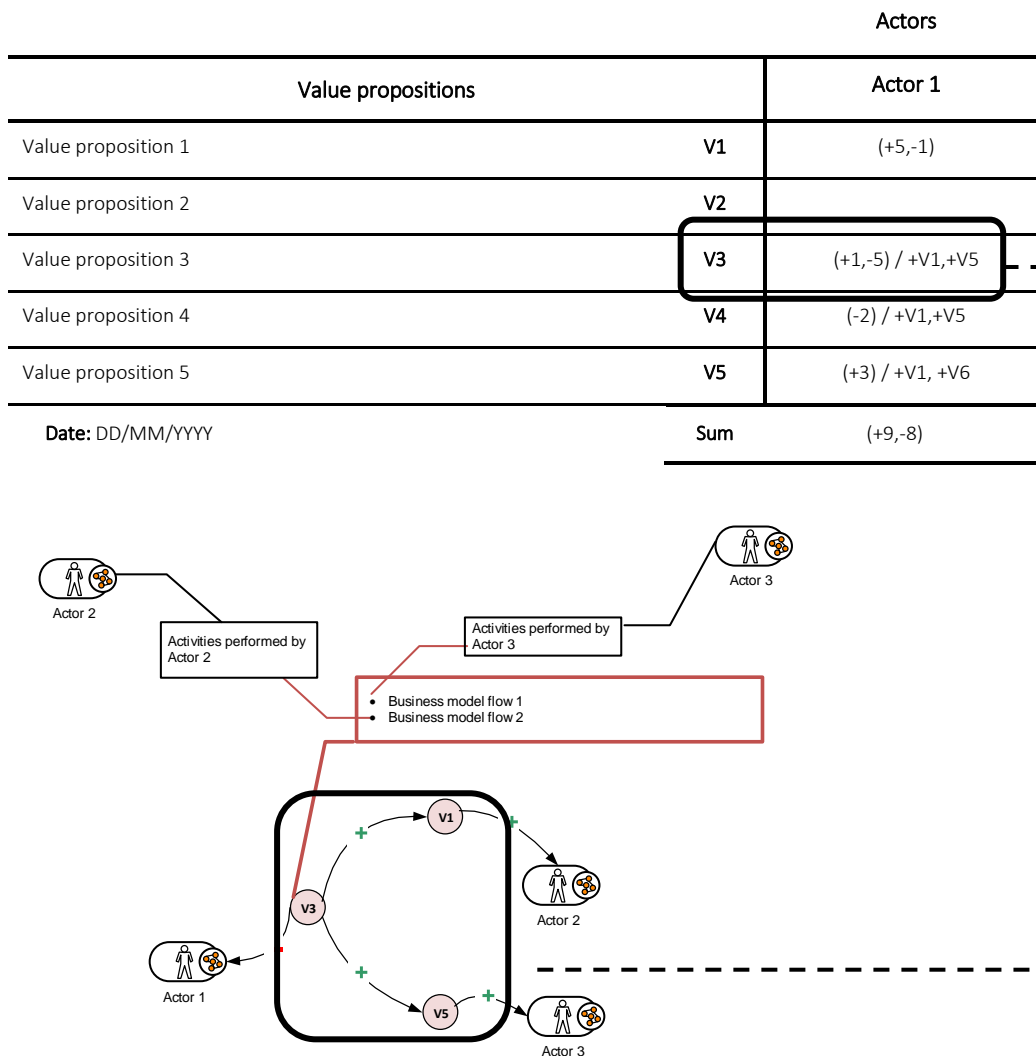 Actors
Value propositions Actor 1
Value proposition 1 V1 (+5,-1)
Value proposition 2 V2
Value proposition 3 V3 (+1,-5) / +V1,+V5
Value proposition 4 V4 (-2) / +V1,+V5
Value proposition 5 V5 (+3) / +V1, +V6
Date: DD/MM/YYYY Sum (+9,-8)
Actor 3
Actor 2
Activities performed by
Actor 2
Activities performed by
Actor 3
• Business model flow 1
• Business model flow 2
+
V1
+
V3
-
Actor 2
Actor 1
+
V5
+
Actor 3